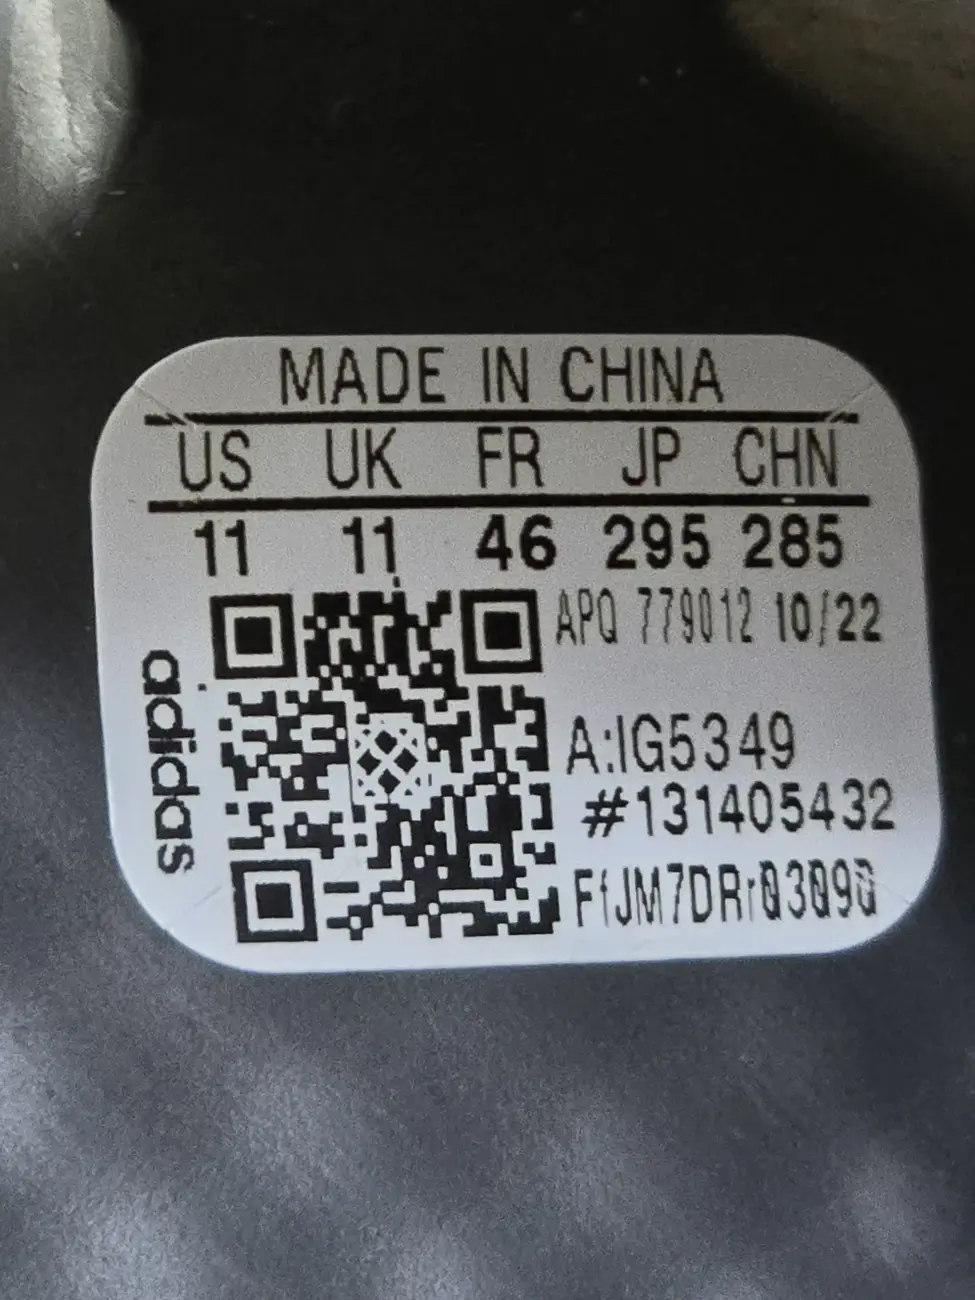 MADE IN CHINA
US UK FR JP CHN
11 11 46 295 285
APQ 779012 10/22
adidas
A:IG5349
#131405432